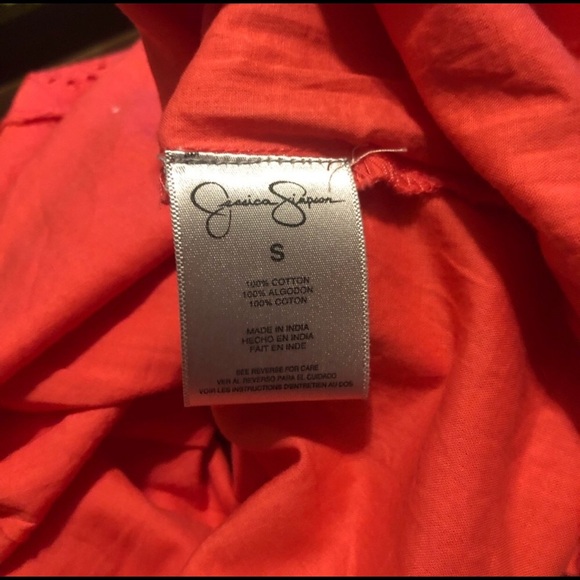 Jessica Simpson
S
100% COTTON
100% ALGODON
100% COTON
MADE IN INDIA
HECHO EN INDIA
FAIT EN INDE
SEE REVERSE FOR CARE
VER AL REVERSO PARA EL CUIDADO
VOIR LES INSTRUCTIONS D'ENTRETIEN AU DOS